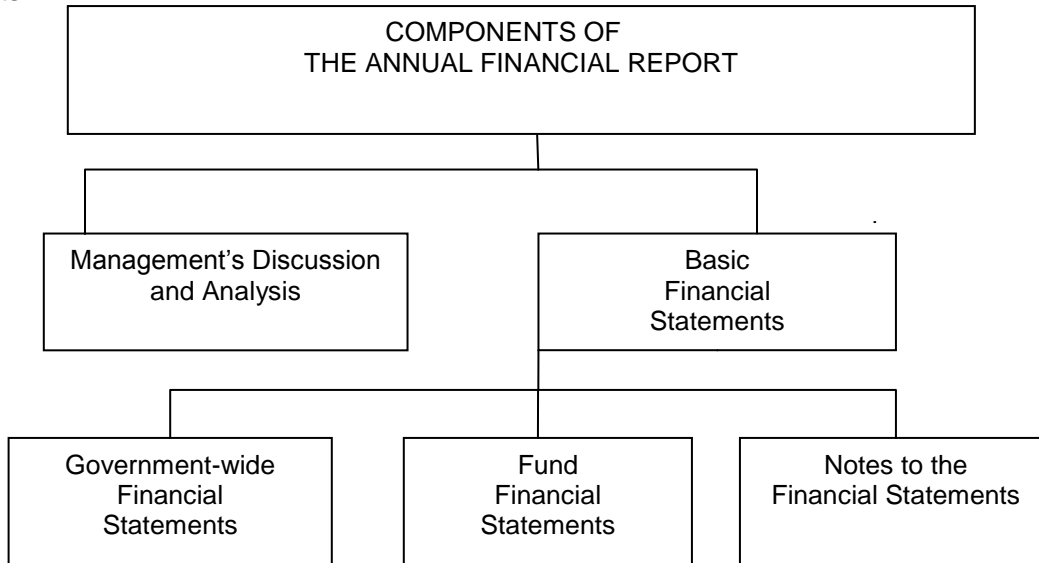 COMPONENTS OF
THE ANNUAL FINANCIAL REPORT
Management’s Discussion
and Analysis
Basic
Financial
Statements
Government-wide
Financial
Statements
Fund
Financial
Statements
Notes to the
Financial Statements